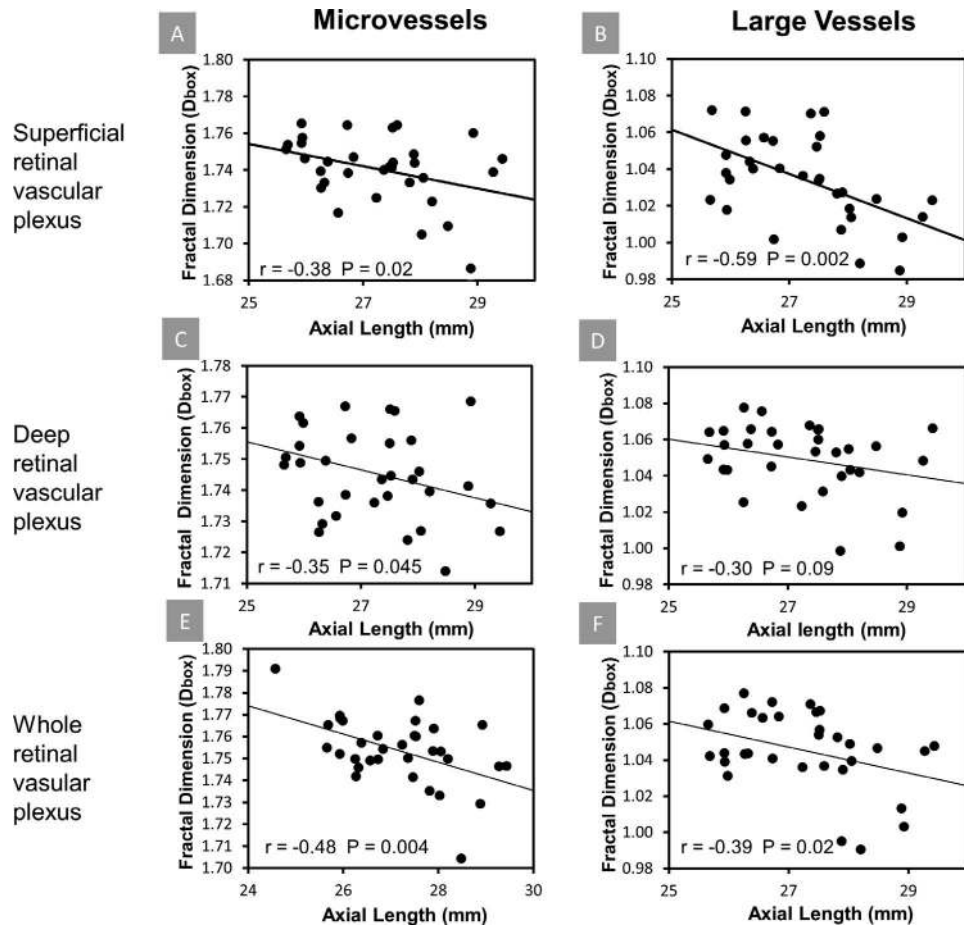 Microvessels
Large Vessels
Superficial
retinal
vascular
plexus
A
Fractal Dimension (Dbox)
1.80
1.78
1.76
1.74
1.72
1.70
1.68
r = -0.38 P = 0.02
25
27
29
Axial Length (mm)
B
Fractal Dimension (Dbox)
1.10
1.08
1.06
1.04
1.02
1.00
0.98
r = -0.59 P = 0.002
25
27
29
Axial Length (mm)
Deep
retinal
vascular
plexus
C
Fractal Dimension (Dbox)
1.78
1.77
1.76
1.75
1.74
1.73
1.72
1.71
r = -0.35 P = 0.045
25
27
29
Axial Length (mm)
D
Fractal Dimension (Dbox)
1.10
1.08
1.06
1.04
1.02
1.00
0.98
r = -0.30 P = 0.09
25
27
29
Axial length (mm)
Whole
retinal
vascular
plexus
E
Fractal Dimension (Dbox)
1.80
1.79
1.78
1.77
1.76
1.75
1.74
1.73
1.72
1.71
1.70
r = -0.48 P = 0.004
24
26
28
30
Axial Length (mm)
F
Fractal Dimension (Dbox)
1.10
1.08
1.06
1.04
1.02
1.00
0.98
r = -0.39 P = 0.02
25
27
29
Axial Length (mm)